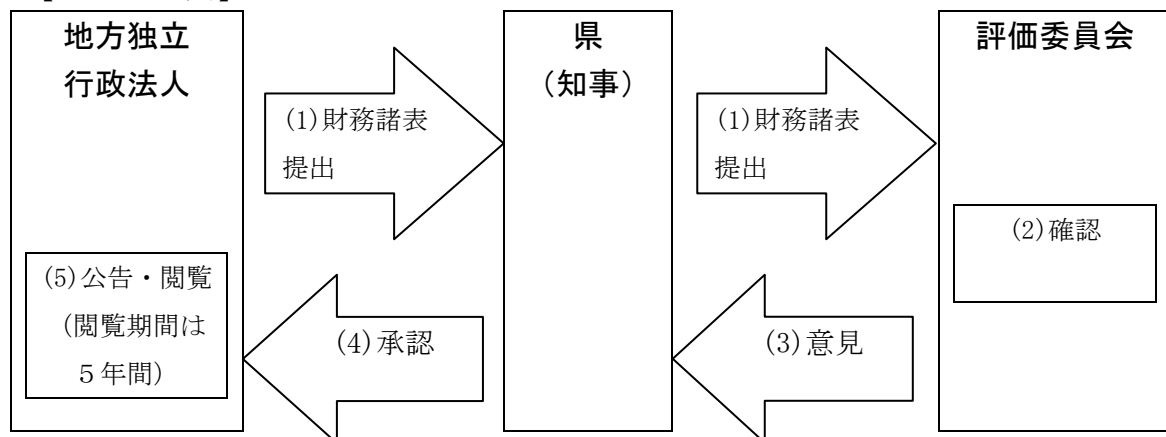 地方独立
行政法人
県
(知事)
評価委員会
(1)財務諸表
提出
(1)財務諸表
提出
(2)確認
(3)意見
(4)承認
(5)公告・閲覧
(閲覧期間は
5年間)